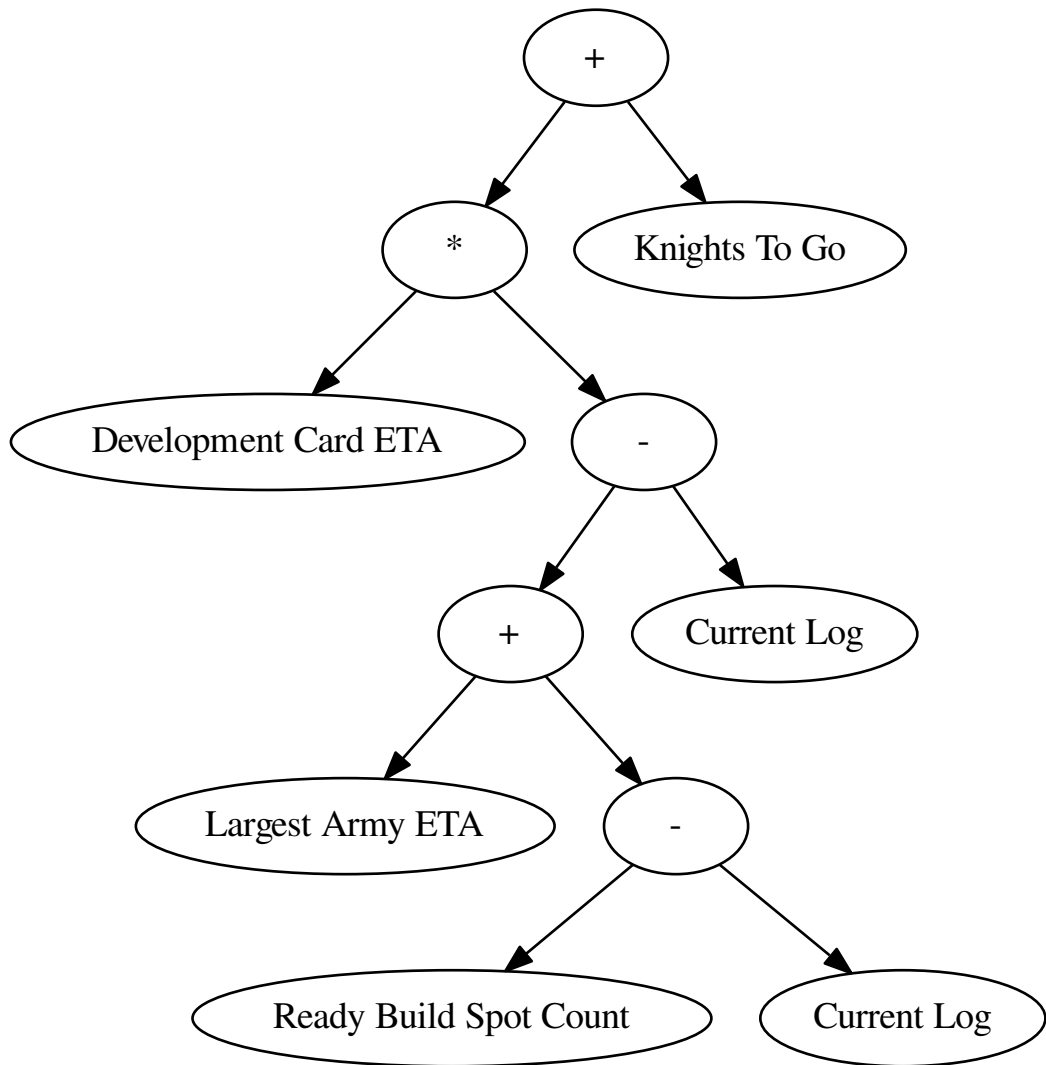 +
*
Knights To Go
Development Card ETA
-
+
Current Log
Largest Army ETA
-
Ready Build Spot Count
Current Log